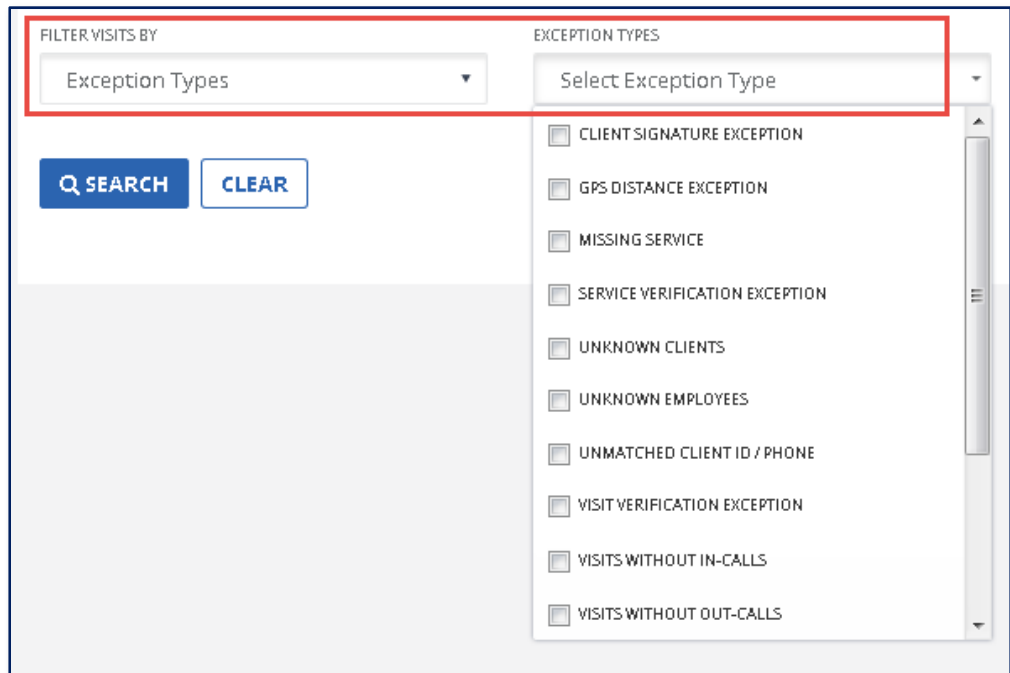 FILTER VISITS BY
EXCEPTION TYPES
Exception Types
Select Exception Type
SEARCH
CLEAR
CLIENT SIGNATURE EXCEPTION
GPS DISTANCE EXCEPTION
MISSING SERVICE
SERVICE VERIFICATION EXCEPTION
UNKNOWN CLIENTS
UNKNOWN EMPLOYEES
UNMATCHED CLIENT ID / PHONE
VISIT VERIFICATION EXCEPTION
VISITS WITHOUT IN-CALLS
VISITS WITHOUT OUT-CALLS